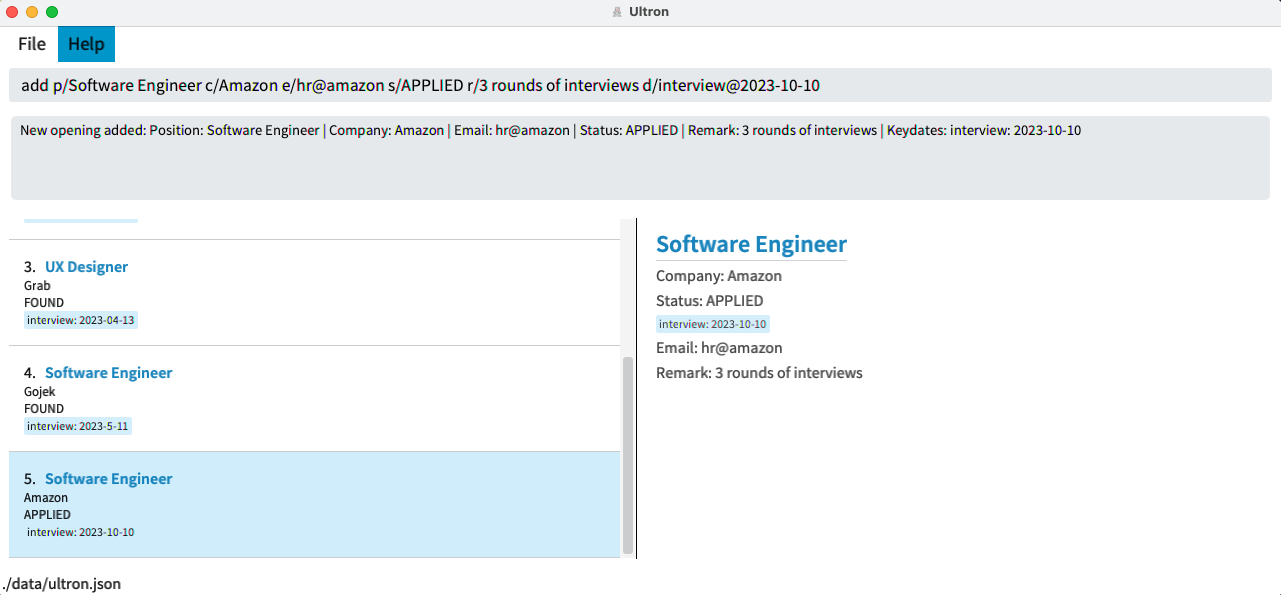 Ultron
File Help
add p/Software Engineer c/Amazon e/hr@amazon s/APPLIED r/3 rounds of interviews d/interview@2023-10-10
New opening added: Position: Software Engineer | Company: Amazon | Email: hr@amazon | Status: APPLIED | Remark: 3 rounds of interviews | Keydates: interview: 2023-10-10
3. UX Designer
Grab
FOUND
interview: 2023-04-13
4. Software Engineer
Gojek
FOUND
interview: 2023-5-11
5. Software Engineer
Amazon
APPLIED
interview: 2023-10-10
Software Engineer
Company: Amazon
Status: APPLIED
interview: 2023-10-10
Email: hr@amazon
Remark: 3 rounds of interviews
./data/ultron.json